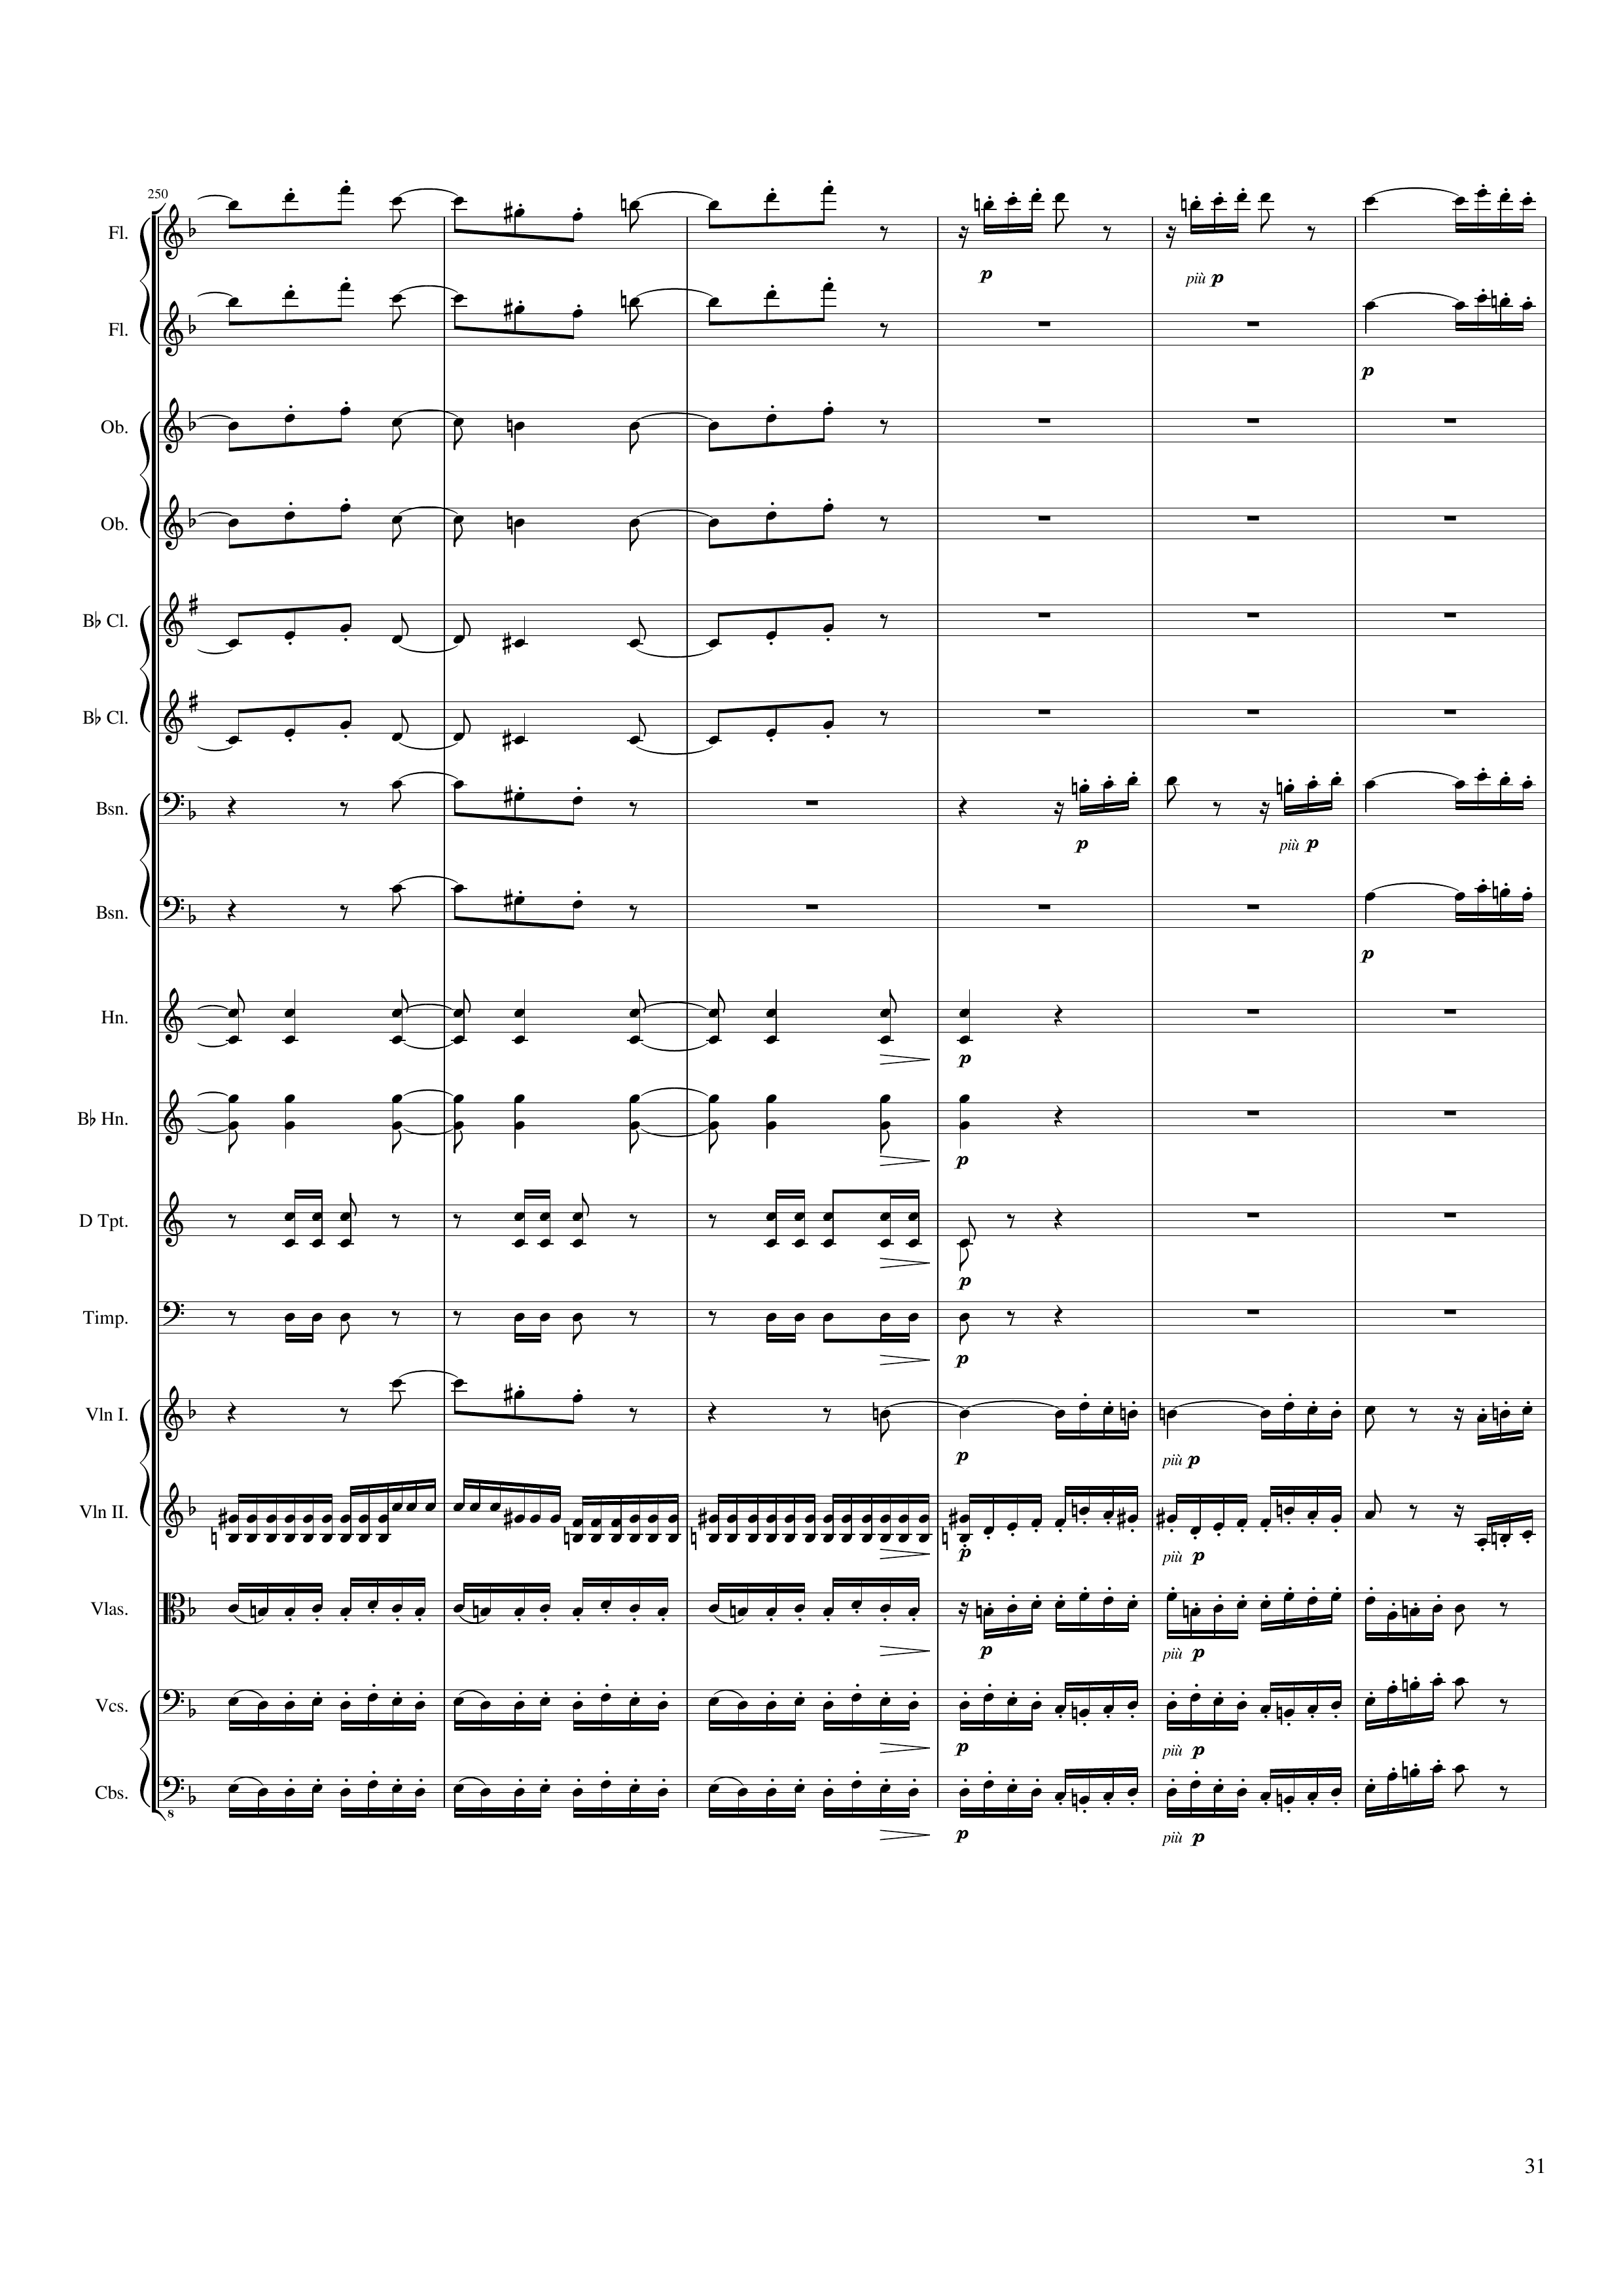 250
Fl.
p
più p
Fl.
p
Ob.
Ob.
B♭ Cl.
B♭ Cl.
Bsn.
p
più p
Bsn.
p
Hn.
p
B♭ Hn.
p
D Tpt.
p
Timp.
p
Vln I.
p
più p
Vln II.
p
più p
Vlas.
p
più p
Vcs.
p
più p
Cbs.
8
p
più p
31